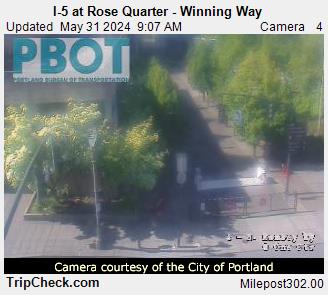 I-5 at Rose Quarter - Winning Way
Updated May 31 2024 9:07 AM Camera 4
PBOT
PORTLAND BUREAU OF TRANSPORTATION
Camera courtesy of the City of Portland
TripCheck.com Milepost302.00